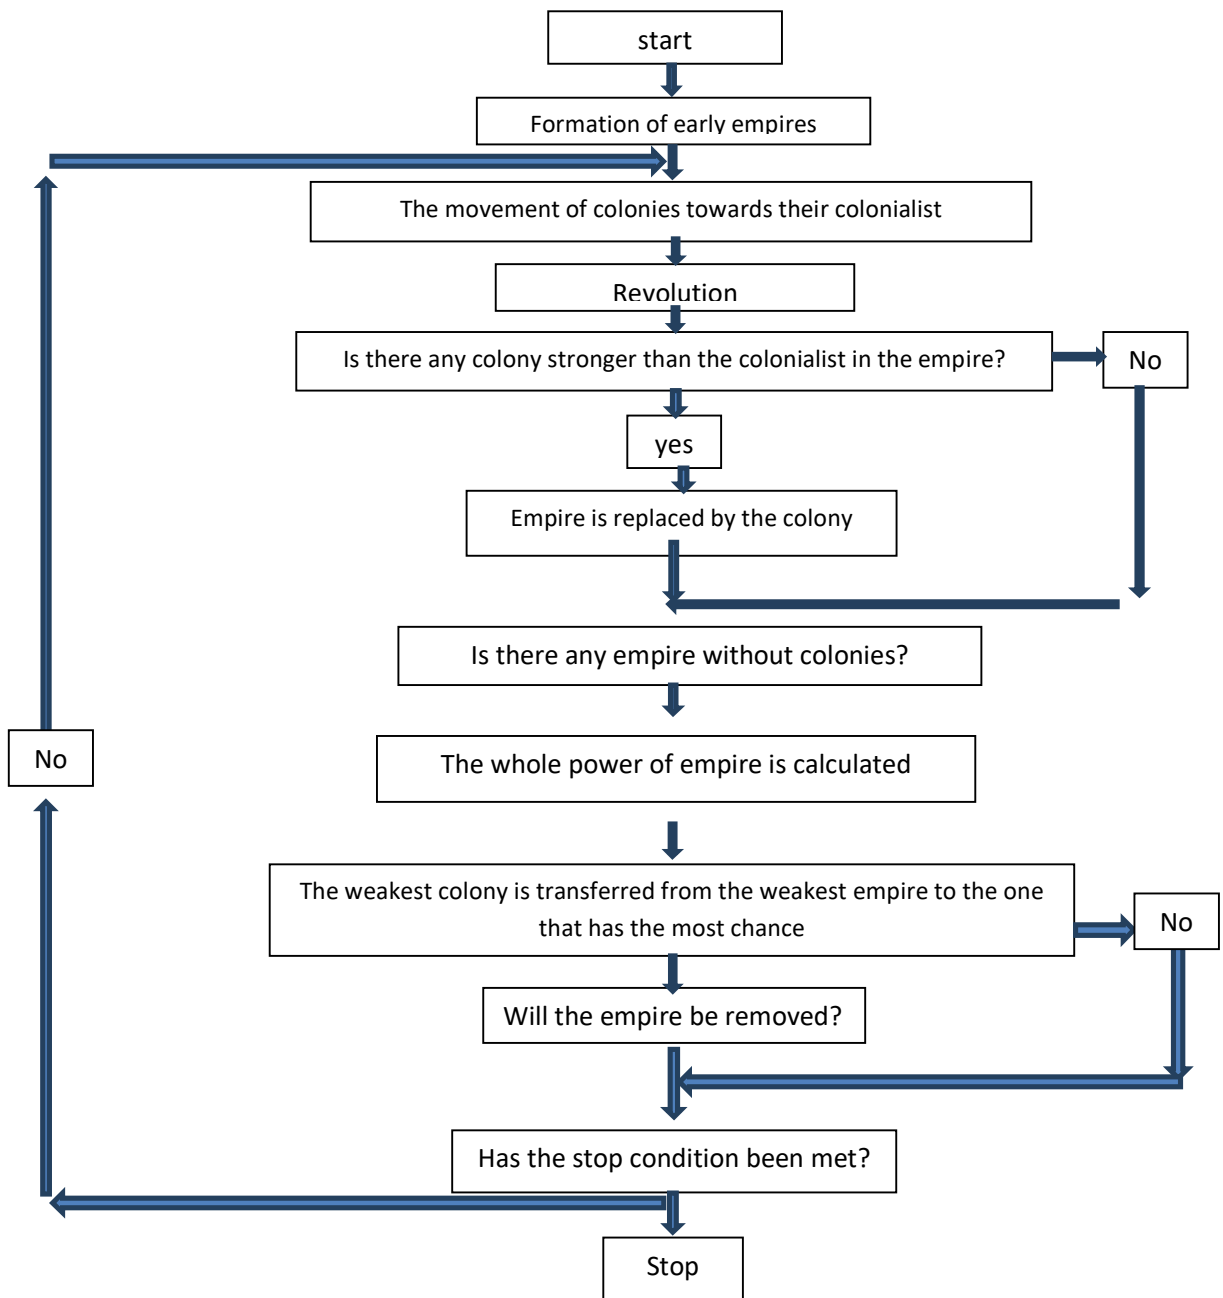 start
Formation of early empires
The movement of colonies towards their colonialist
Revolution
Is there any colony stronger than the colonialist in the empire?
No
yes
Empire is replaced by the colony
Is there any empire without colonies?
No
The whole power of empire is calculated
The weakest colony is transferred from the weakest empire to the one
that has the most chance
No
Will the empire be removed?
Has the stop condition been met?
Stop